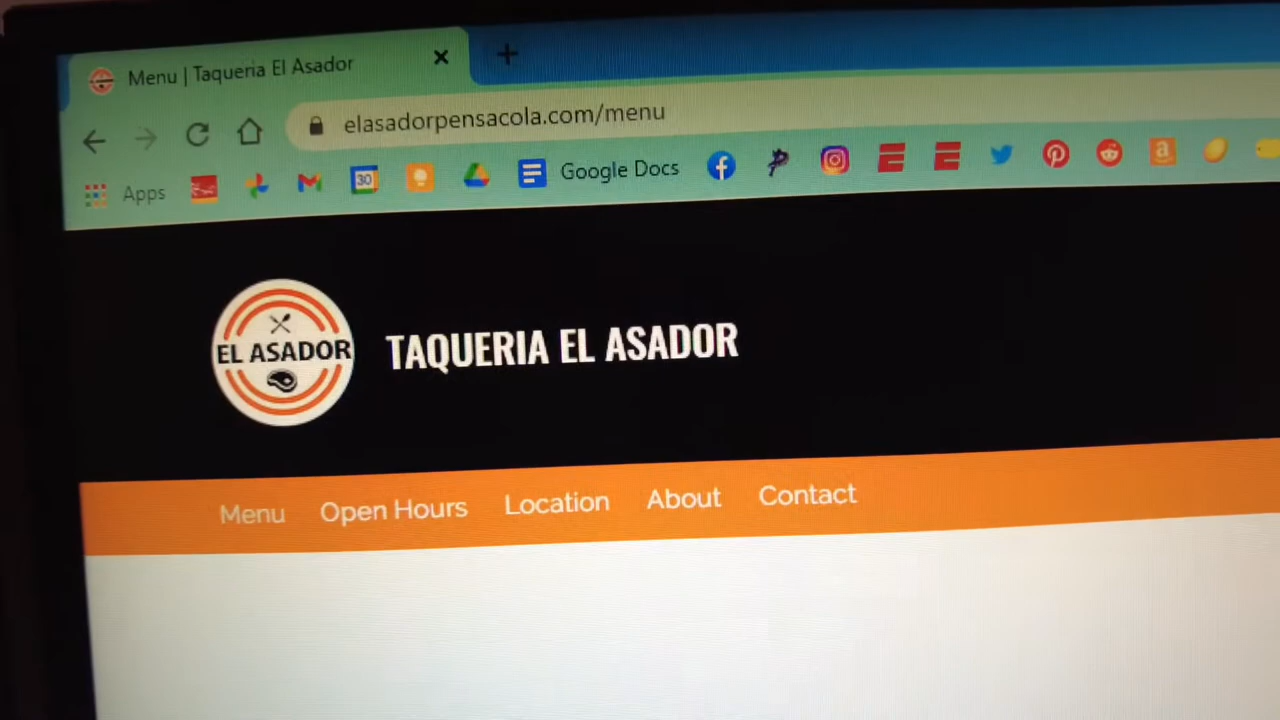 Menu | Taqueria El Asador
elasadorpensacola.com/menu
Apps
30
Google Docs
EL ASADOR
TAQUERIA EL ASADOR
Menu Open Hours Location About Contact